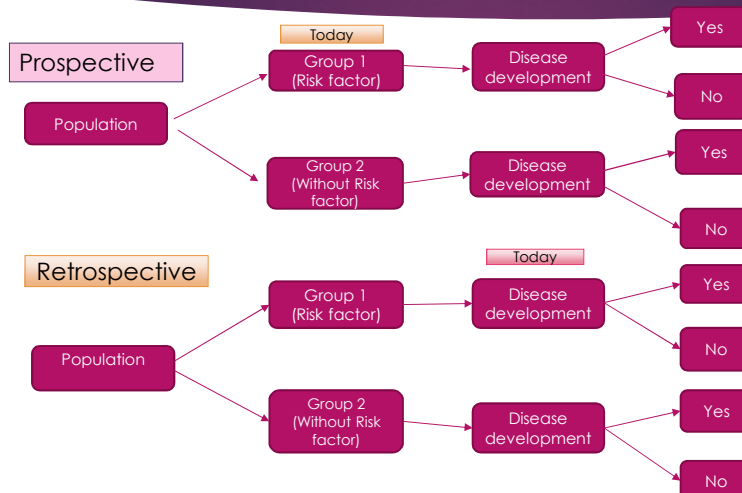 Today
Yes
Prospective
Group 1
(Risk factor)
Disease
development
No
Population
Yes
Group 2
(Without Risk
factor)
Disease
development
No
Retrospective
Today
Yes
Group 1
(Risk factor)
Disease
development
No
Population
Yes
Group 2
(Without Risk
factor)
Disease
development
No